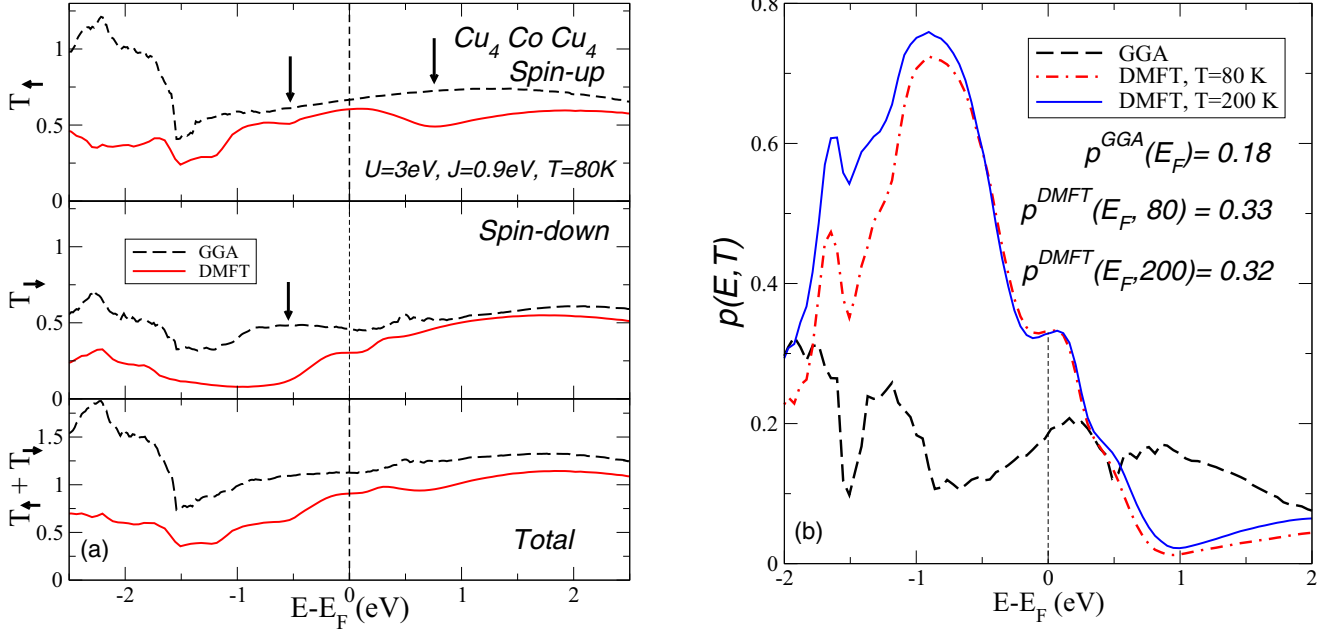 Cu4 Co Cu4
Spin-up
T↑
1
0.5
0
U=3eV, J=0.9eV, T=80K
Spin-down
GGA
DMFT
T↓
1
0.5
0
T↑ + T↓
1.5
1
0.5
0
(a)
Total
-2 -1 0 1 2
E-EF (eV)
p(E,T)
0.8
0.6
0.4
0.2
0
GGA
DMFT, T=80 K
DMFT, T=200 K
pGGA(EF)= 0.18
pDMFT(EF, 80) = 0.33
pDMFT(EF,200)= 0.32
(b)
-2 -1 0 1 2
E-EF (eV)